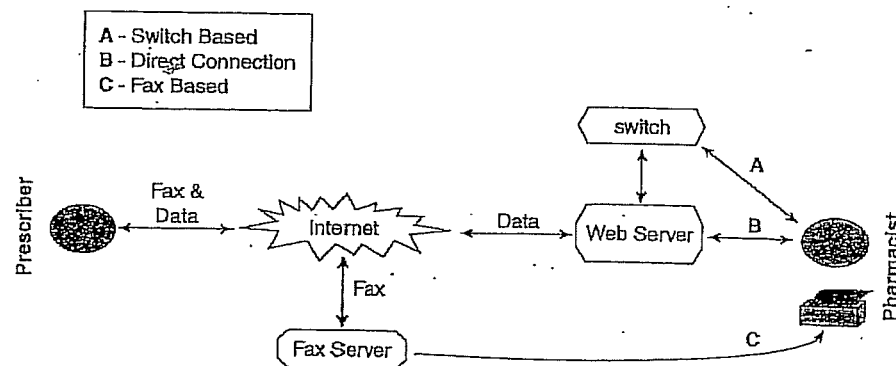 A - Switch Based
B - Direct Connection
C - Fax Based
switch
A
Prescriber
Fax &
Data
Internet
Data
Web Server
B
Pharmacist
Fax
Fax Server
C